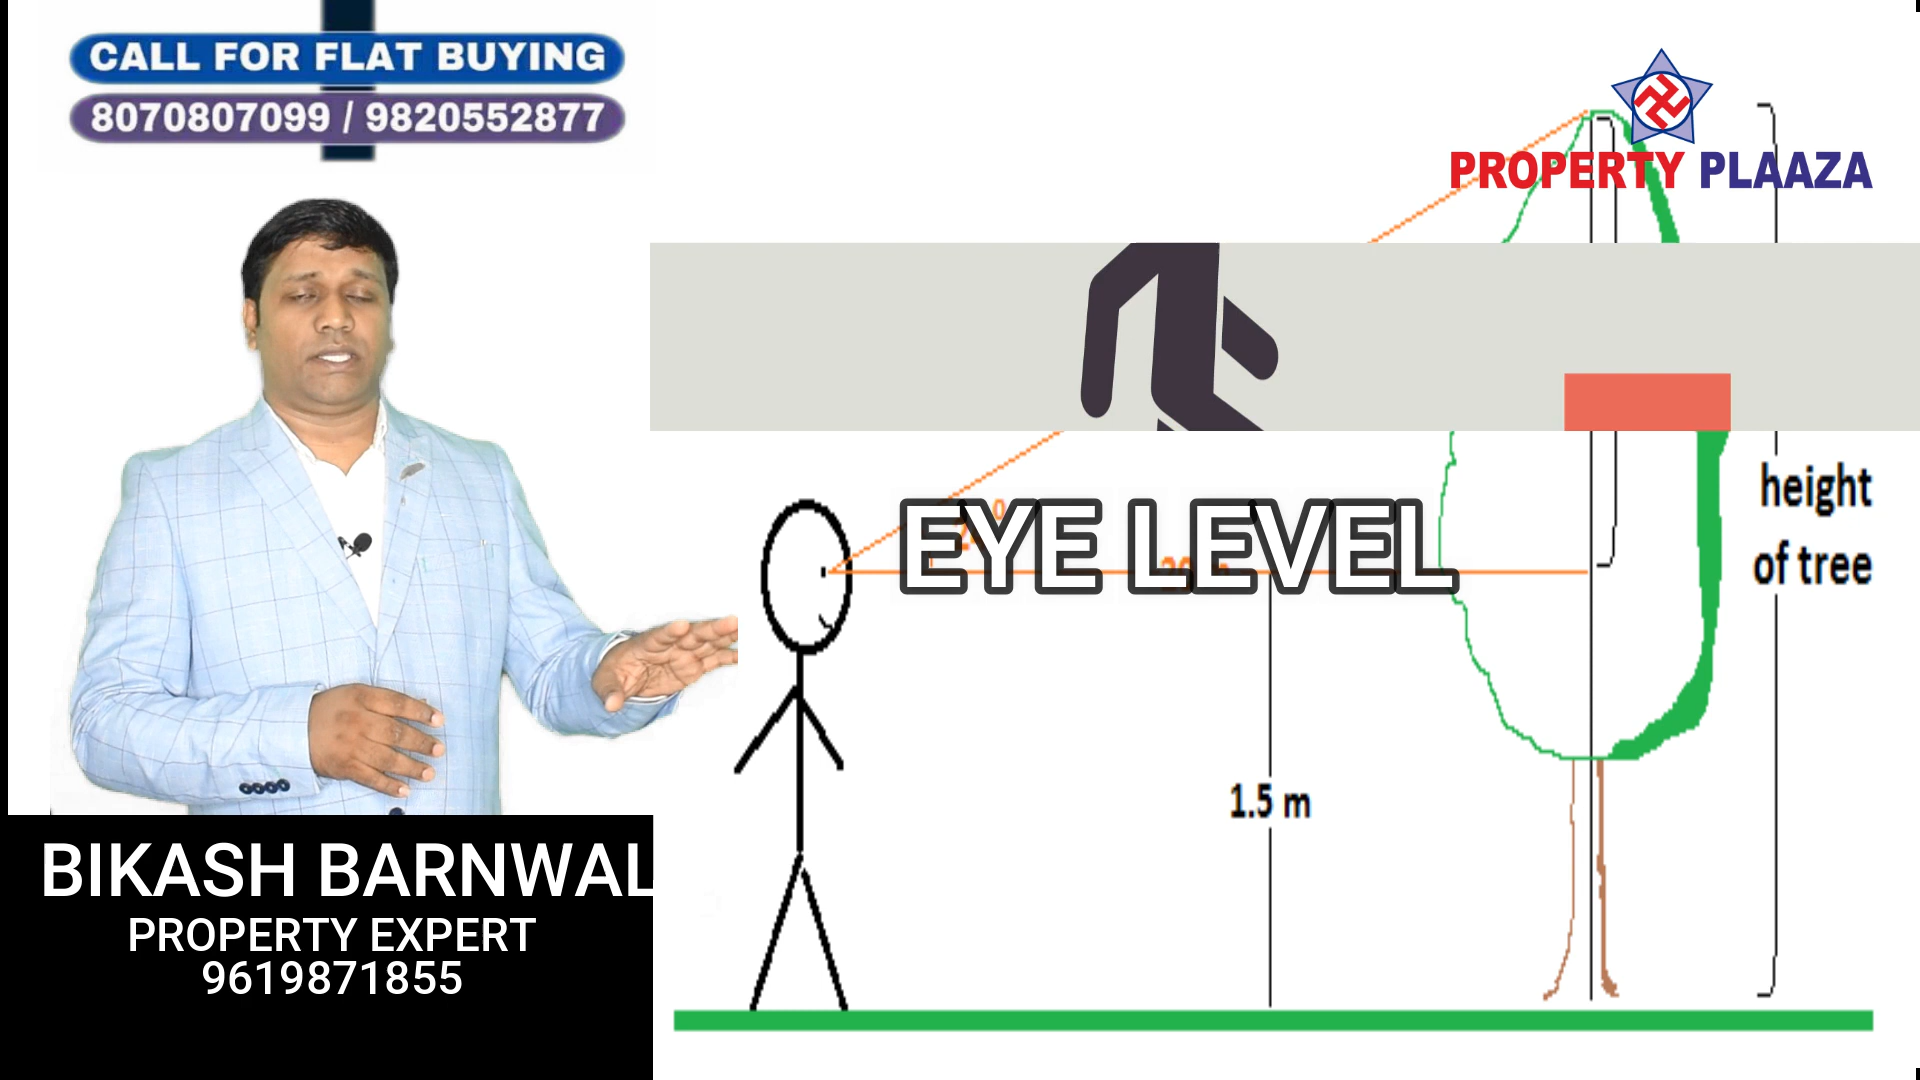 CALL FOR FLAT BUYING
8070807099 / 9820552877
PROPERTY PLAAZA
EYE LEVEL
height
of tree
1.5 m
BIKASH BARNWAL
PROPERTY EXPERT
9619871855